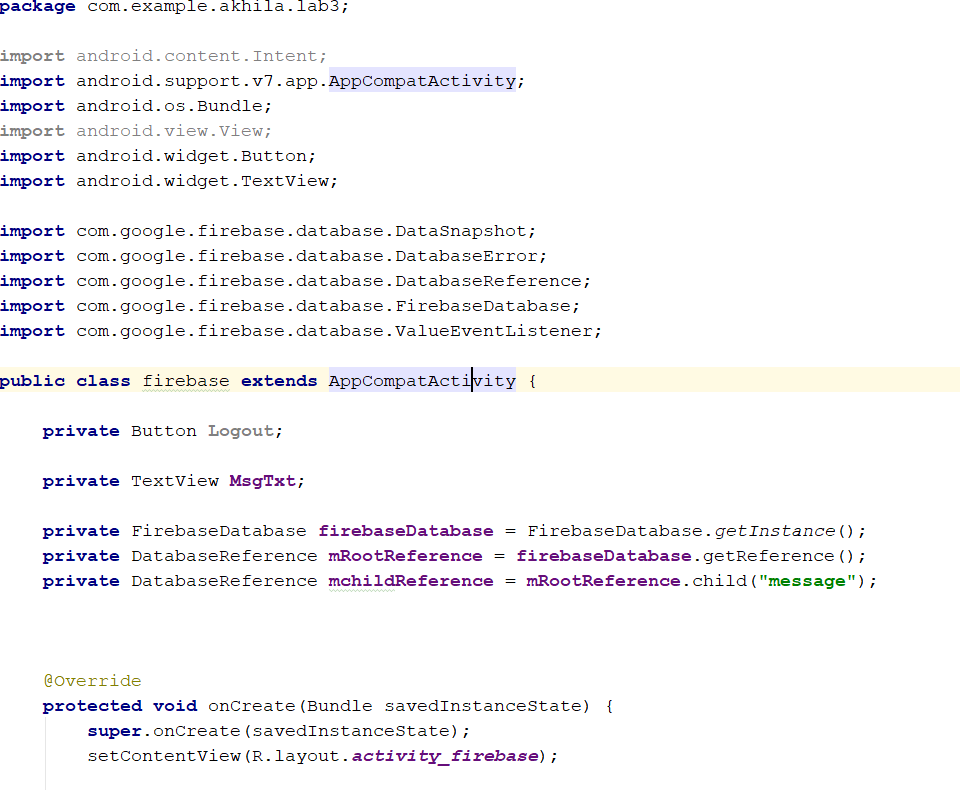 package com.example.akhila.lab3;
import android.content.Intent;
import android.support.v7.app.AppCompatActivity;
import android.os.Bundle;
import android.view.View;
import android.widget.Button;
import android.widget.TextView;
import com.google.firebase.database.DataSnapshot;
import com.google.firebase.database.DatabaseError;
import com.google.firebase.database.DatabaseReference;
import com.google.firebase.database.FirebaseDatabase;
import com.google.firebase.database.ValueEventListener;
public class firebase extends AppCompatActivity {
    private Button Logout;
    private TextView MsgTxt;
    private FirebaseDatabase firebaseDatabase = FirebaseDatabase.getInstance();
    private DatabaseReference mRootReference = firebaseDatabase.getReference();
    private DatabaseReference mchildReference = mRootReference.child("message");
    @Override
    protected void onCreate(Bundle savedInstanceState) {
        super.onCreate(savedInstanceState);
        setContentView(R.layout.activity_firebase);